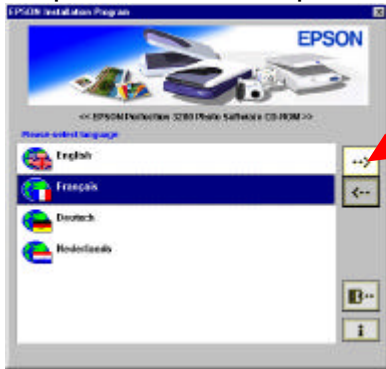 EPSON Installation Program
EPSON
<< EPSON Perfection 3200 Photo Software CD-ROM >>
Please select language
English
Français
Deutsch
Nederlands
-->
<--